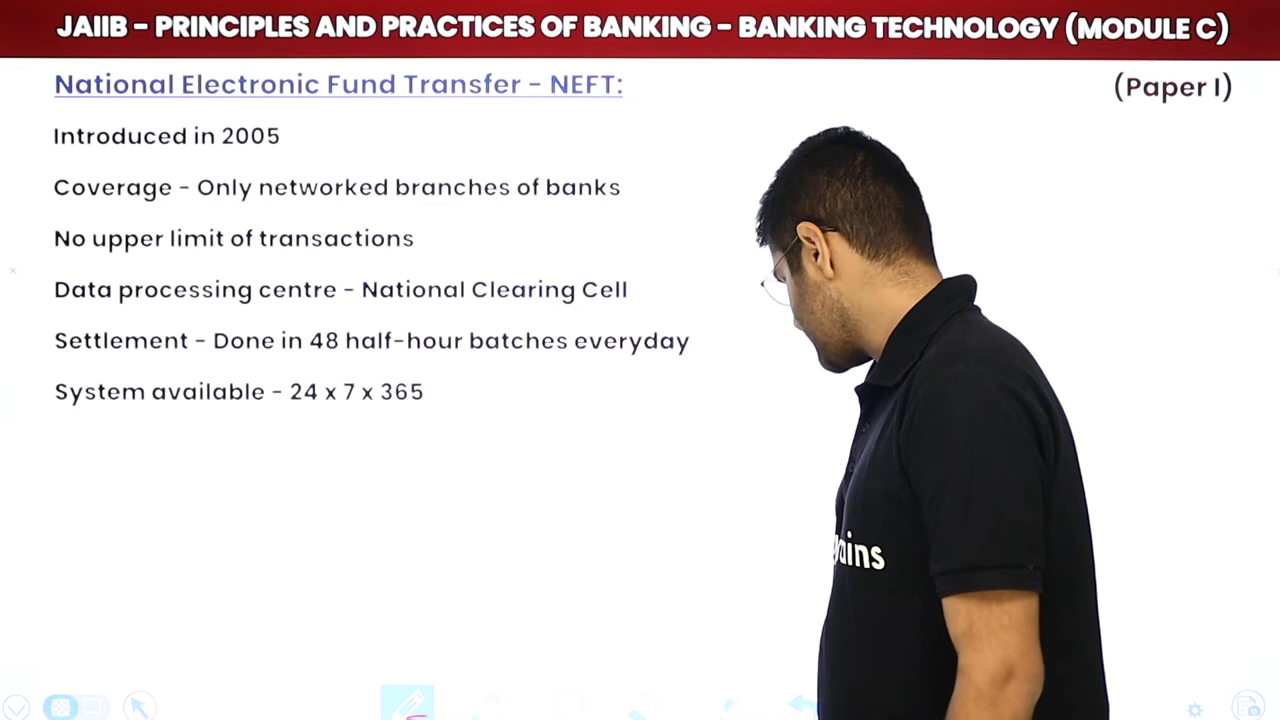 JAIIB - PRINCIPLES AND PRACTICES OF BANKING - BANKING TECHNOLOGY (MODULE C)
National Electronic Fund Transfer - NEFT:
(Paper I)
Introduced in 2005
Coverage - Only networked branches of banks
No upper limit of transactions
Data processing centre - National Clearing Cell
Settlement - Done in 48 half-hour batches everyday
System available - 24 x 7 x 365